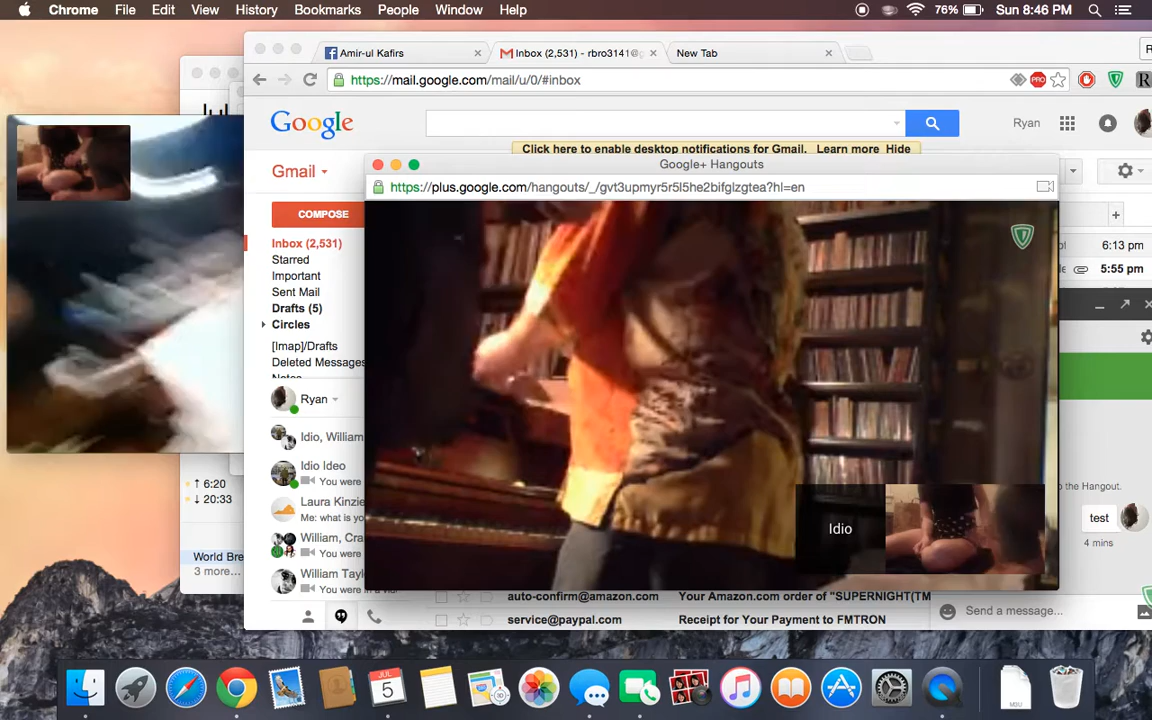 Chrome File Edit View History Bookmarks People Window Help 76% Sun 8:46 PM
Amir-ul Kafirs Inbox (2,531) - rbro3141@ New Tab
https://mail.google.com/mail/u/0/#inbox
PRO
Google
Ryan
Click here to enable desktop notifications for Gmail. Learn more Hide
Google+ Hangouts
Gmail
https://plus.google.com/hangouts/_/gvt3upmyr5r5l5he2bifglzgtea?hl=en
COMPOSE
Inbox (2,531)
6:13 pm
Starred
5:55 pm
Important
Sent Mail
Drafts (5)
Circles
[Imap]/Drafts
Deleted Messages
Ryan
Idio, William
Idio Ideo
You were
↑ 6:20
↓ 20:33
Laura Kinzie
Me: what is yo
the Hangout.
test
Idio
William, Cra
You were
4 mins
World Bre
3 more...
William Tayl
You were in a vi
auto-confirm@amazon.com Your Amazon.com order of "SUPERNIGHT(TM
Send a message...
service@paypal.com Receipt for Your Payment to FMTRON
JUL
5